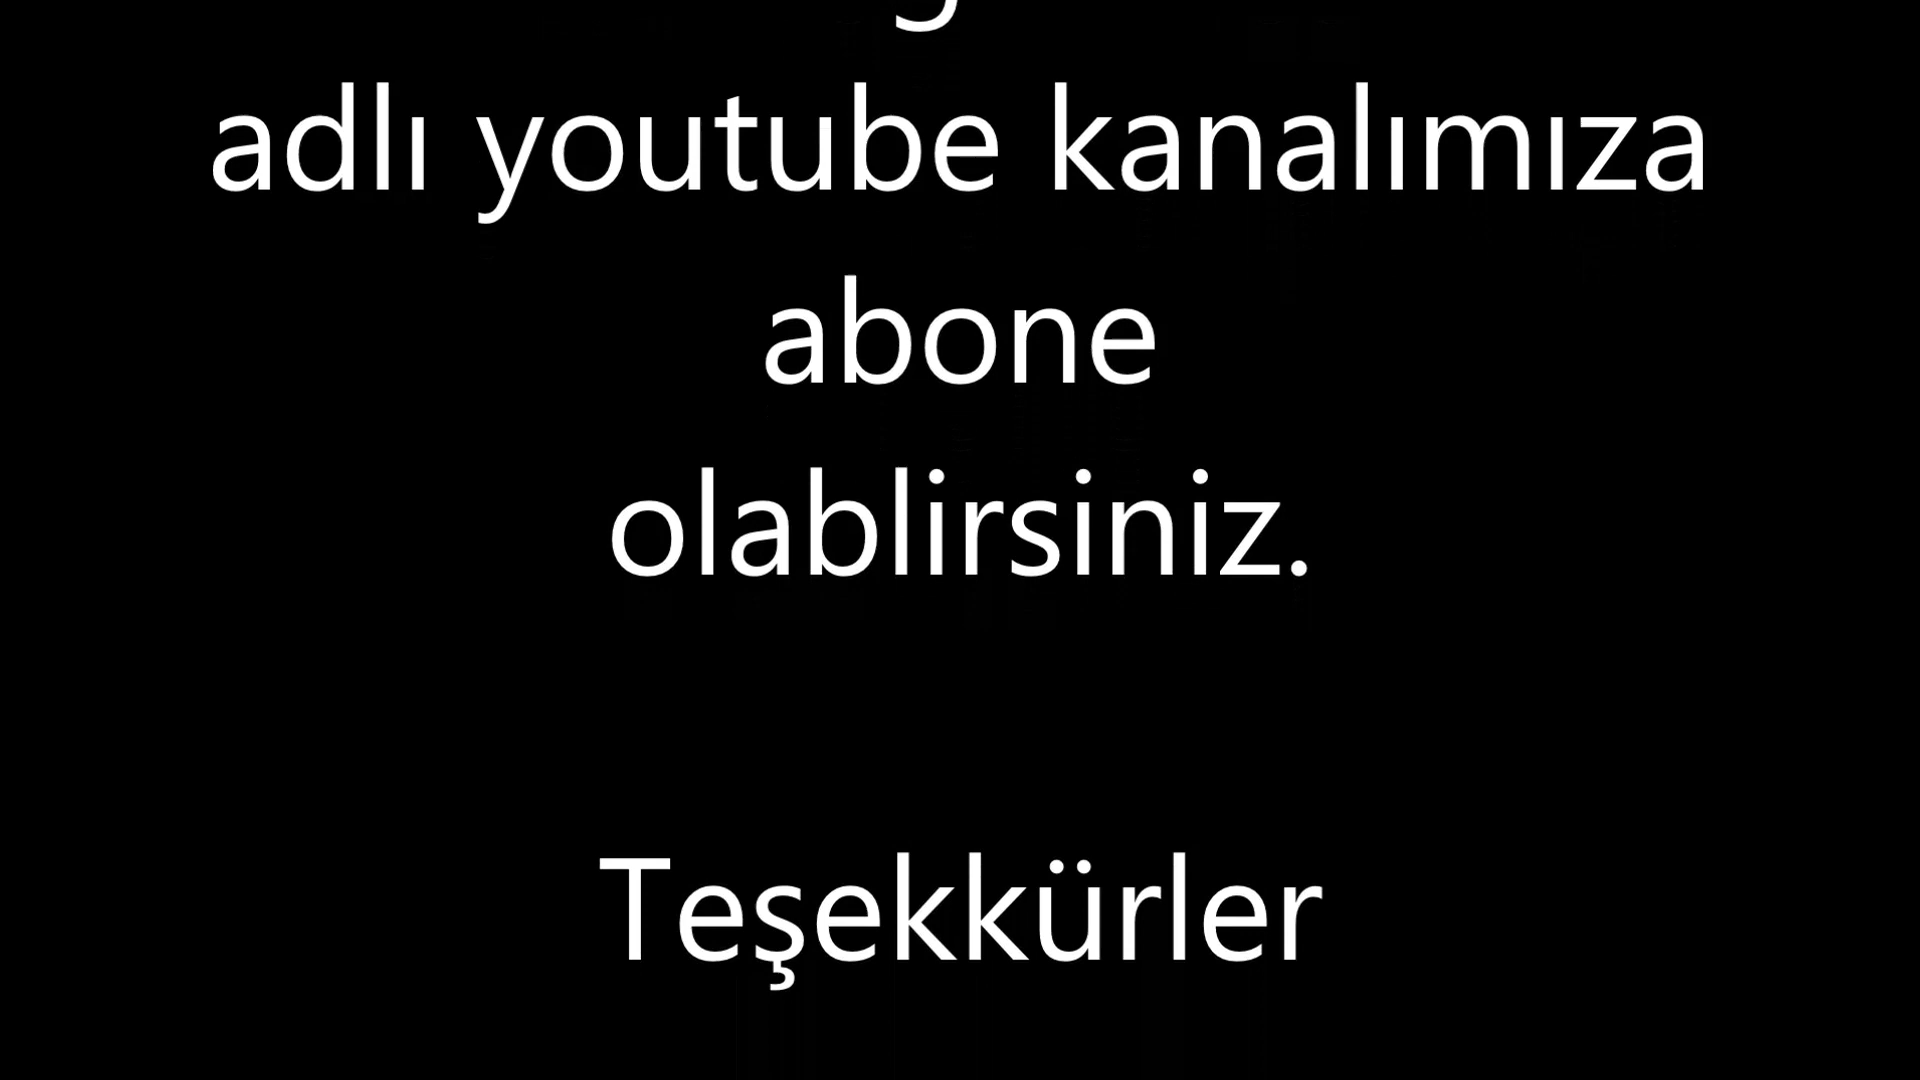 adlı youtube kanalımıza
abone
olablirsiniz.
Teşekkürler